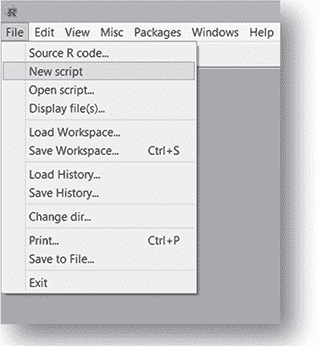 R
File Edit View Misc Packages Windows Help
Source R code...
New script
Open script...
Display file(s)...
Load Workspace...
Save Workspace... Ctrl+S
Load History...
Save History...
Change dir...
Print... Ctrl+P
Save to File...
Exit